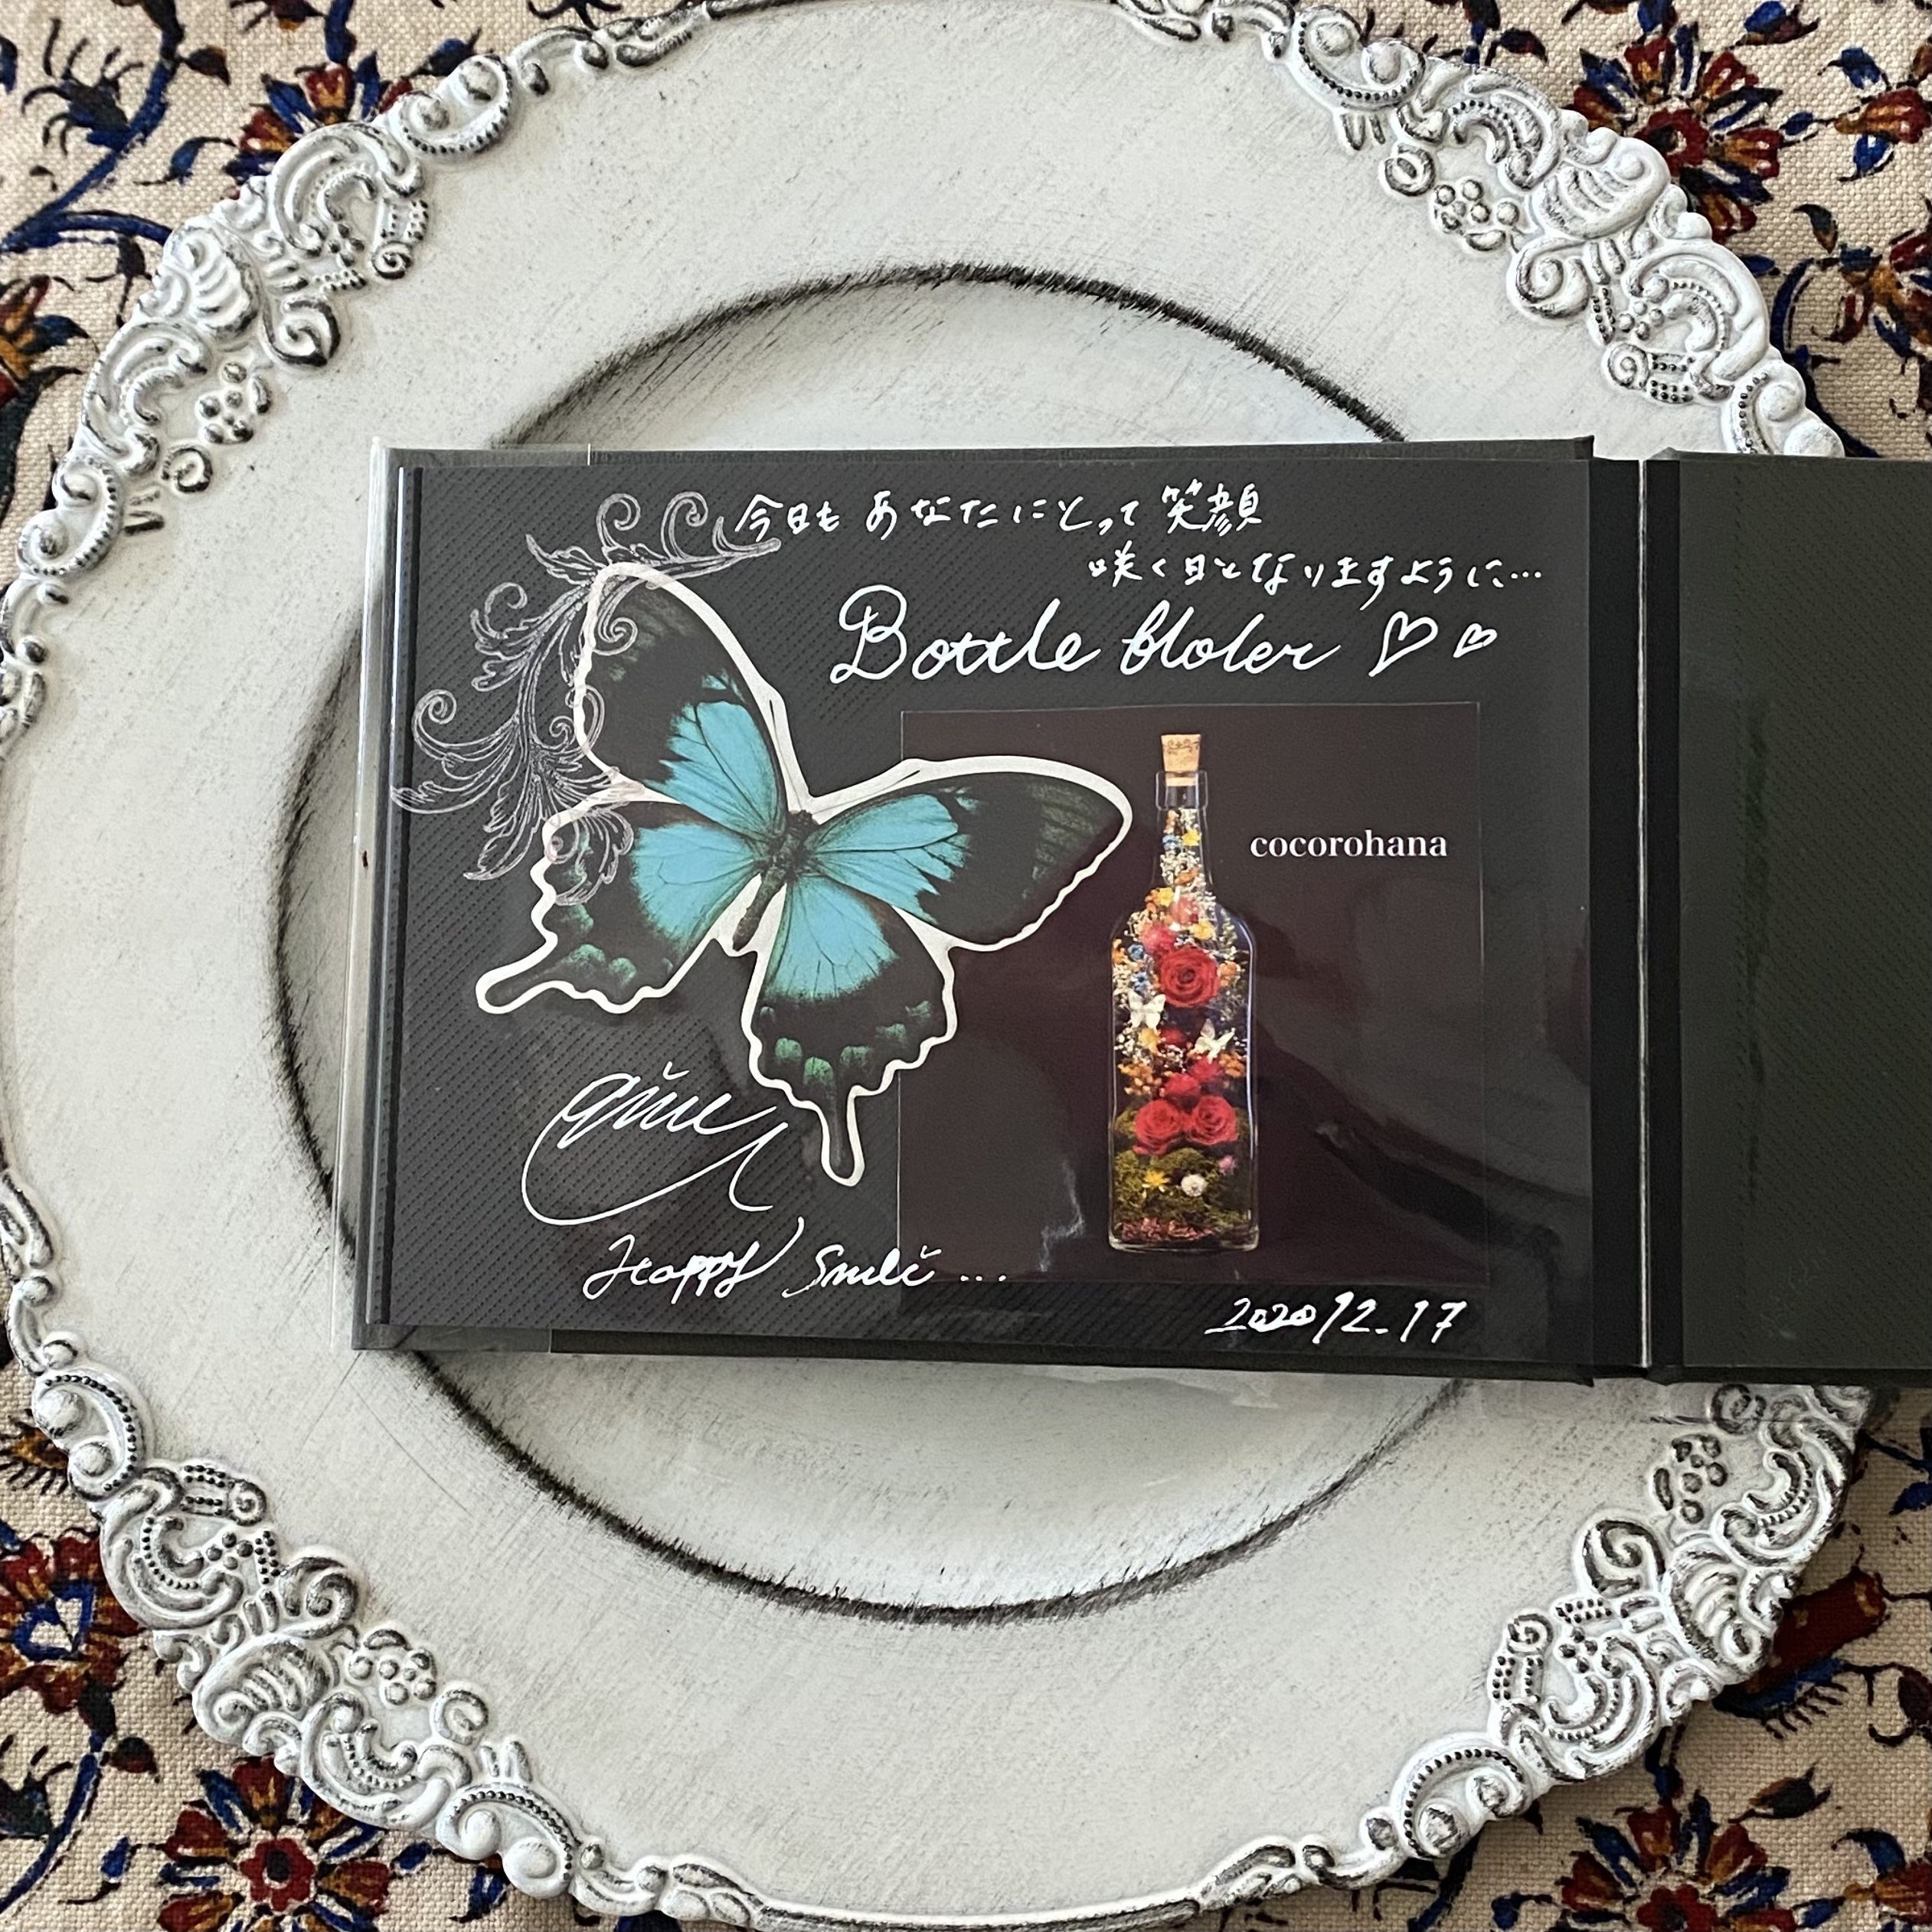 今日も あなたにとって 笑顔
咲く日となりますように…
Bottle
cocorohana
Happy Smile...
2020 12.17